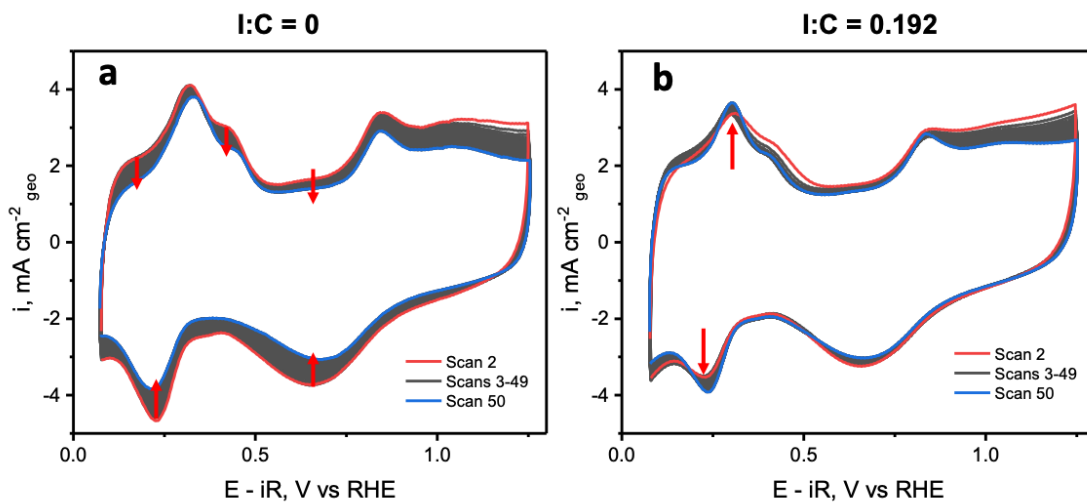 I:C = 0
I:C = 0.192
a
4
2
0
-2
-4
i, mA cm-2 geo
0.0
0.5
1.0
E - iR, V vs RHE
Scan 2
Scans 3-49
Scan 50
b
4
2
0
-2
-4
i, mA cm-2 geo
0.0
0.5
1.0
E - iR, V vs RHE
Scan 2
Scans 3-49
Scan 50